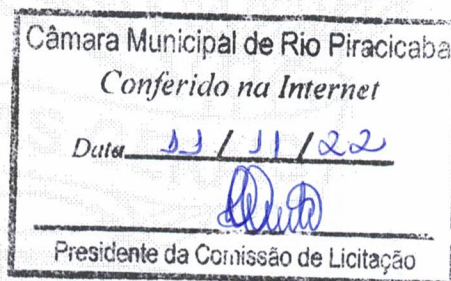 Câmara Municipal de Rio Piracicaba
Conferido na Internet
Data 11 / 11 / 22
Presidente da Comissão de Licitação